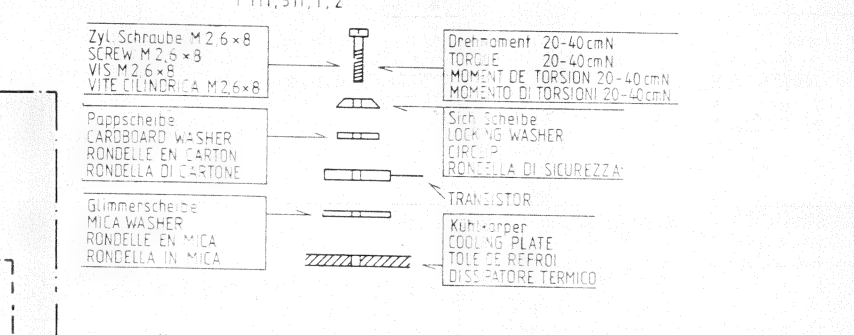 Zyl. Schraube M 2,6×8
SCREW M 2,6×8
VIS M 2,6×8
VITE CILINDRICA M 2,6×8
Drehmoment 20-40 cmN
TORQUE 20-40 cmN
MOMENT DE TORSION 20-40 cmN
MOMENTO DI TORSIONI 20-40 cmN
Pappscheibe
CARDBOARD WASHER
RONDELLE EN CARTON
RONDELLA DI CARTONE
Sich. Scheibe
LOCKING WASHER
CIRCLIP
RONDELLA DI SICUREZZA
TRANSISTOR
Glimmerscheibe
MICA WASHER
RONDELLE EN MICA
RONDELLA IN MICA
Kühlkörper
COOLING PLATE
TOLE DE REFROI
DISSIPATORE TERMICO